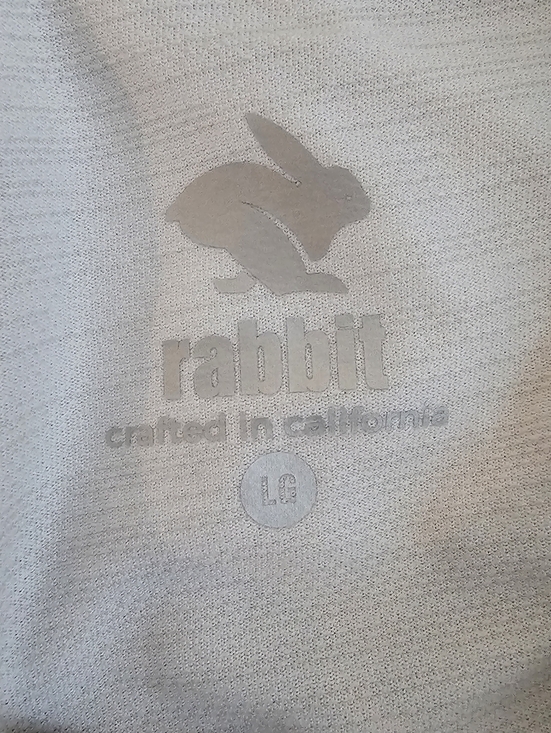 rabbit
crafted in california
LG